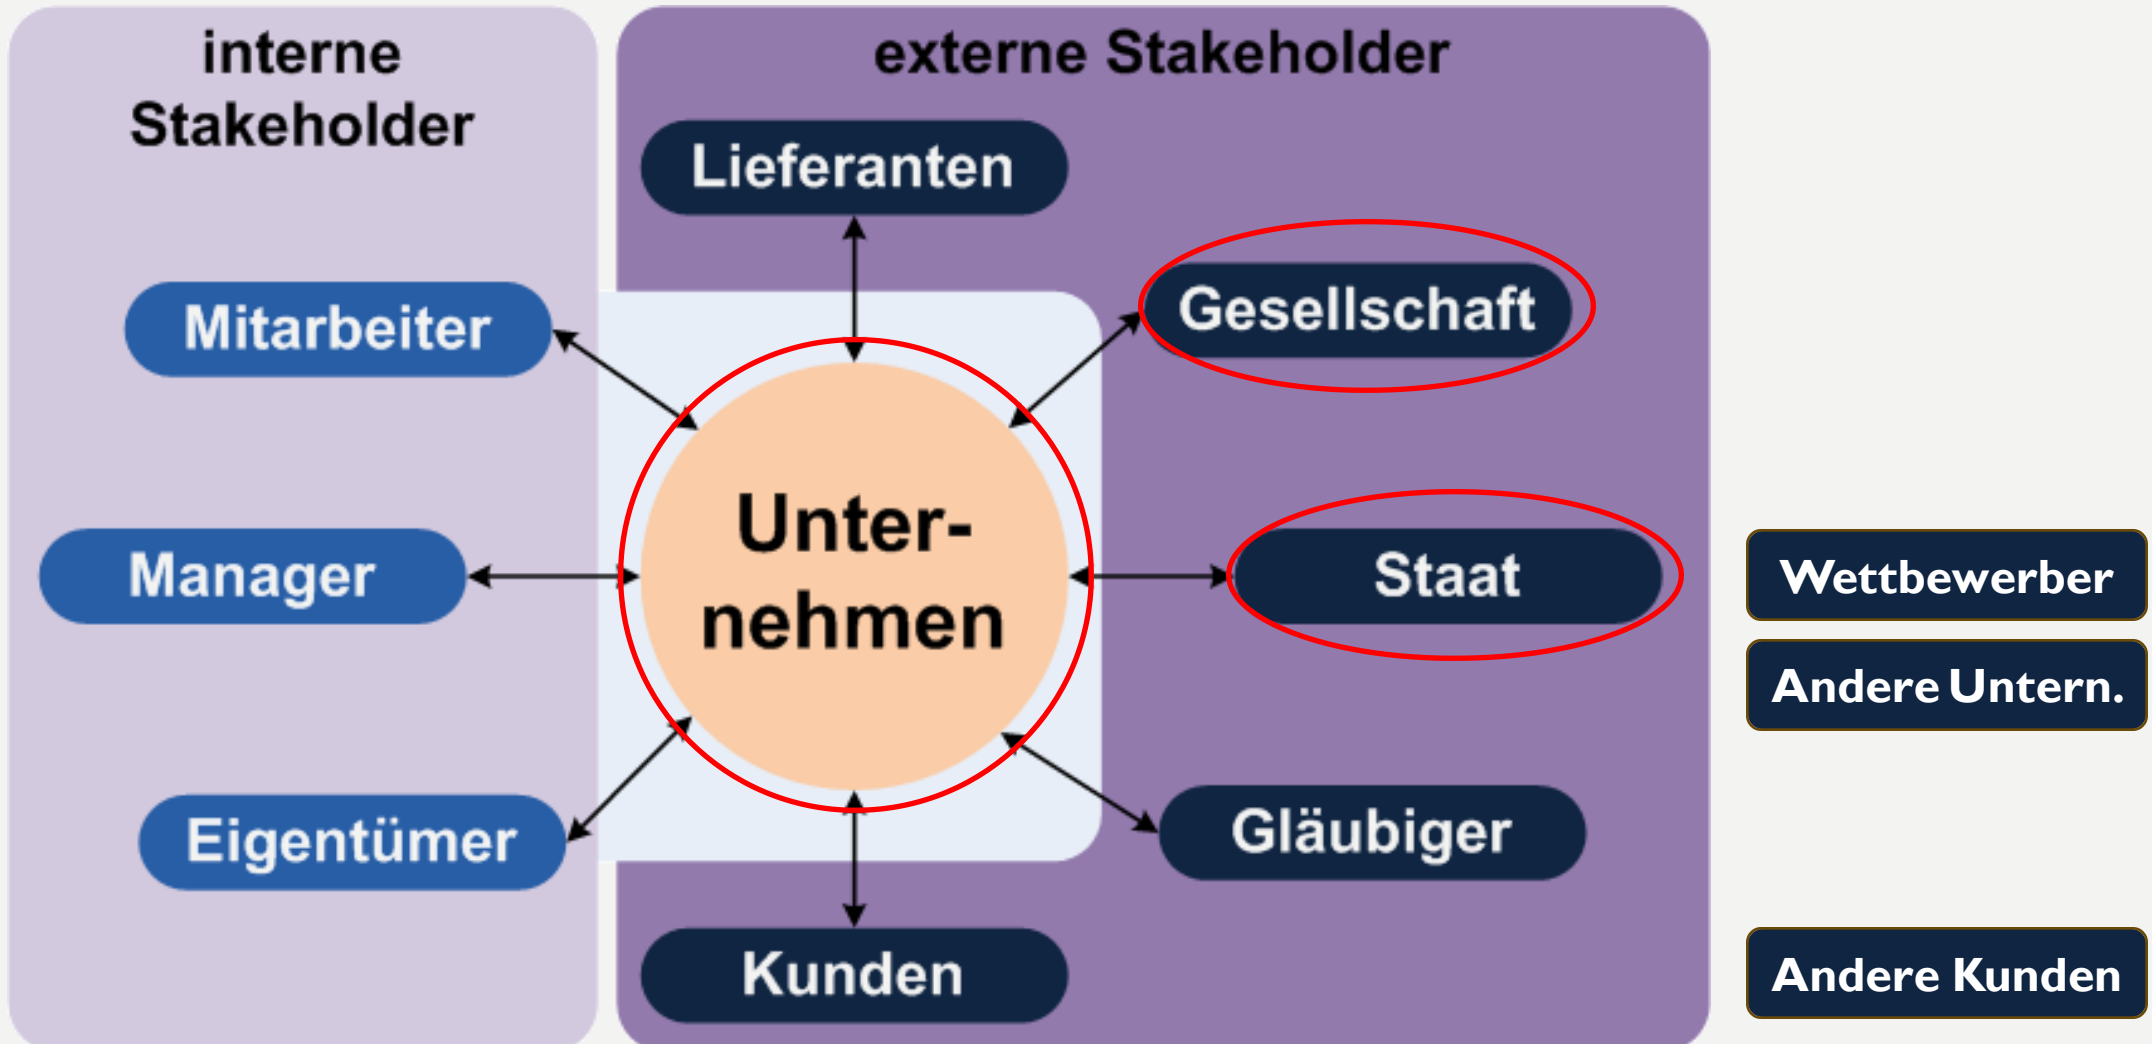 interne
Stakeholder
externe Stakeholder
Lieferanten
Gesellschaft
Mitarbeiter
Unter-
nehmen
Manager
Staat
Wettbewerber
Andere Untern.
Eigentümer
Gläubiger
Kunden
Andere Kunden